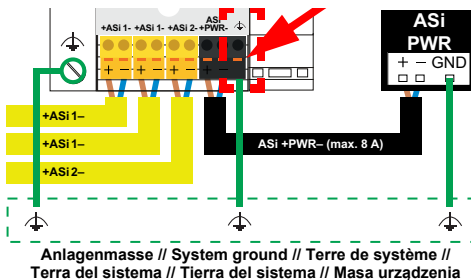 +ASi 1- +ASi 1- +ASi 2- ASi +PWR-
+ – + – + – + –
ASi
PWR
+ – GND
+ASi 1–
+ASi 1–
+ASi 2–
ASi +PWR– (max. 8 A)
Anlagenmasse // System ground // Terre de système //
Terra del sistema // Tierra del sistema // Masa urządzenia